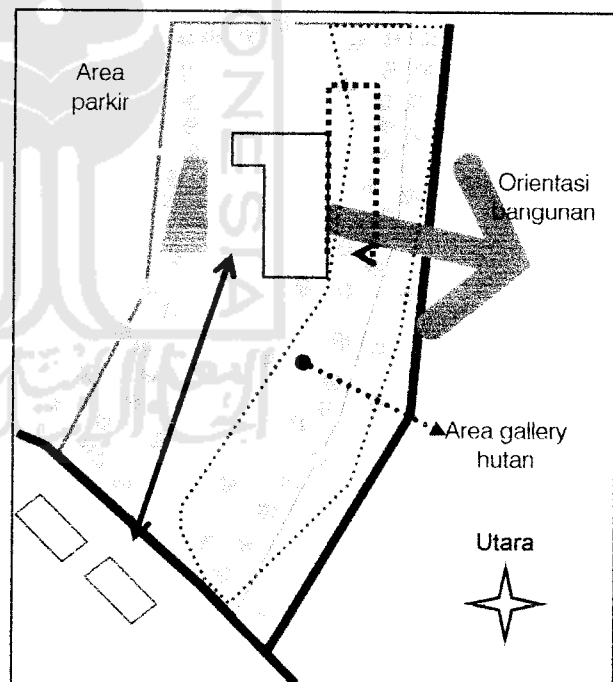 Area
parkir
Orientasi
bangunan
Area gallery
hutan
Utara